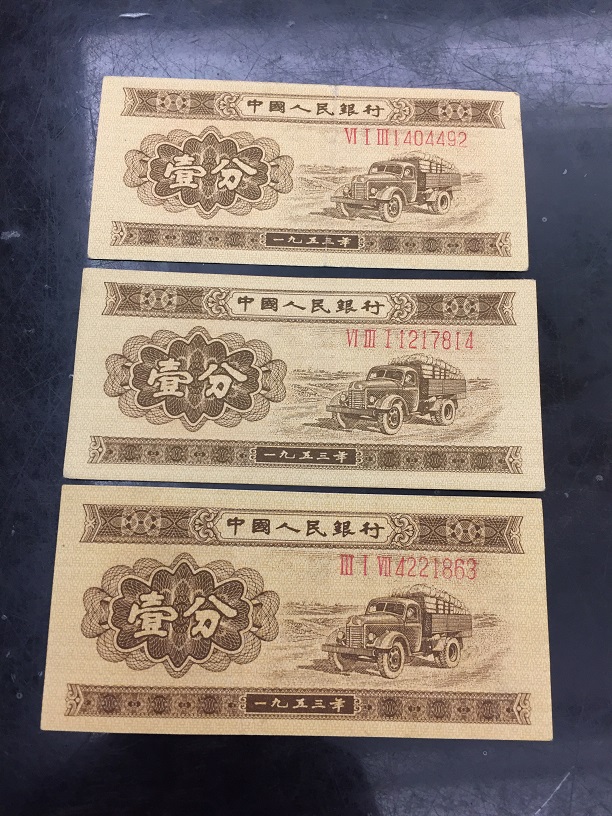 中國人民銀行
Ⅵ Ⅰ Ⅲ 1404492
壹分
一九五三年
中國人民銀行
Ⅵ Ⅲ Ⅰ 1217814
壹分
一九五三年
中國人民銀行
Ⅲ Ⅰ Ⅶ 4221863
壹分
一九五三年